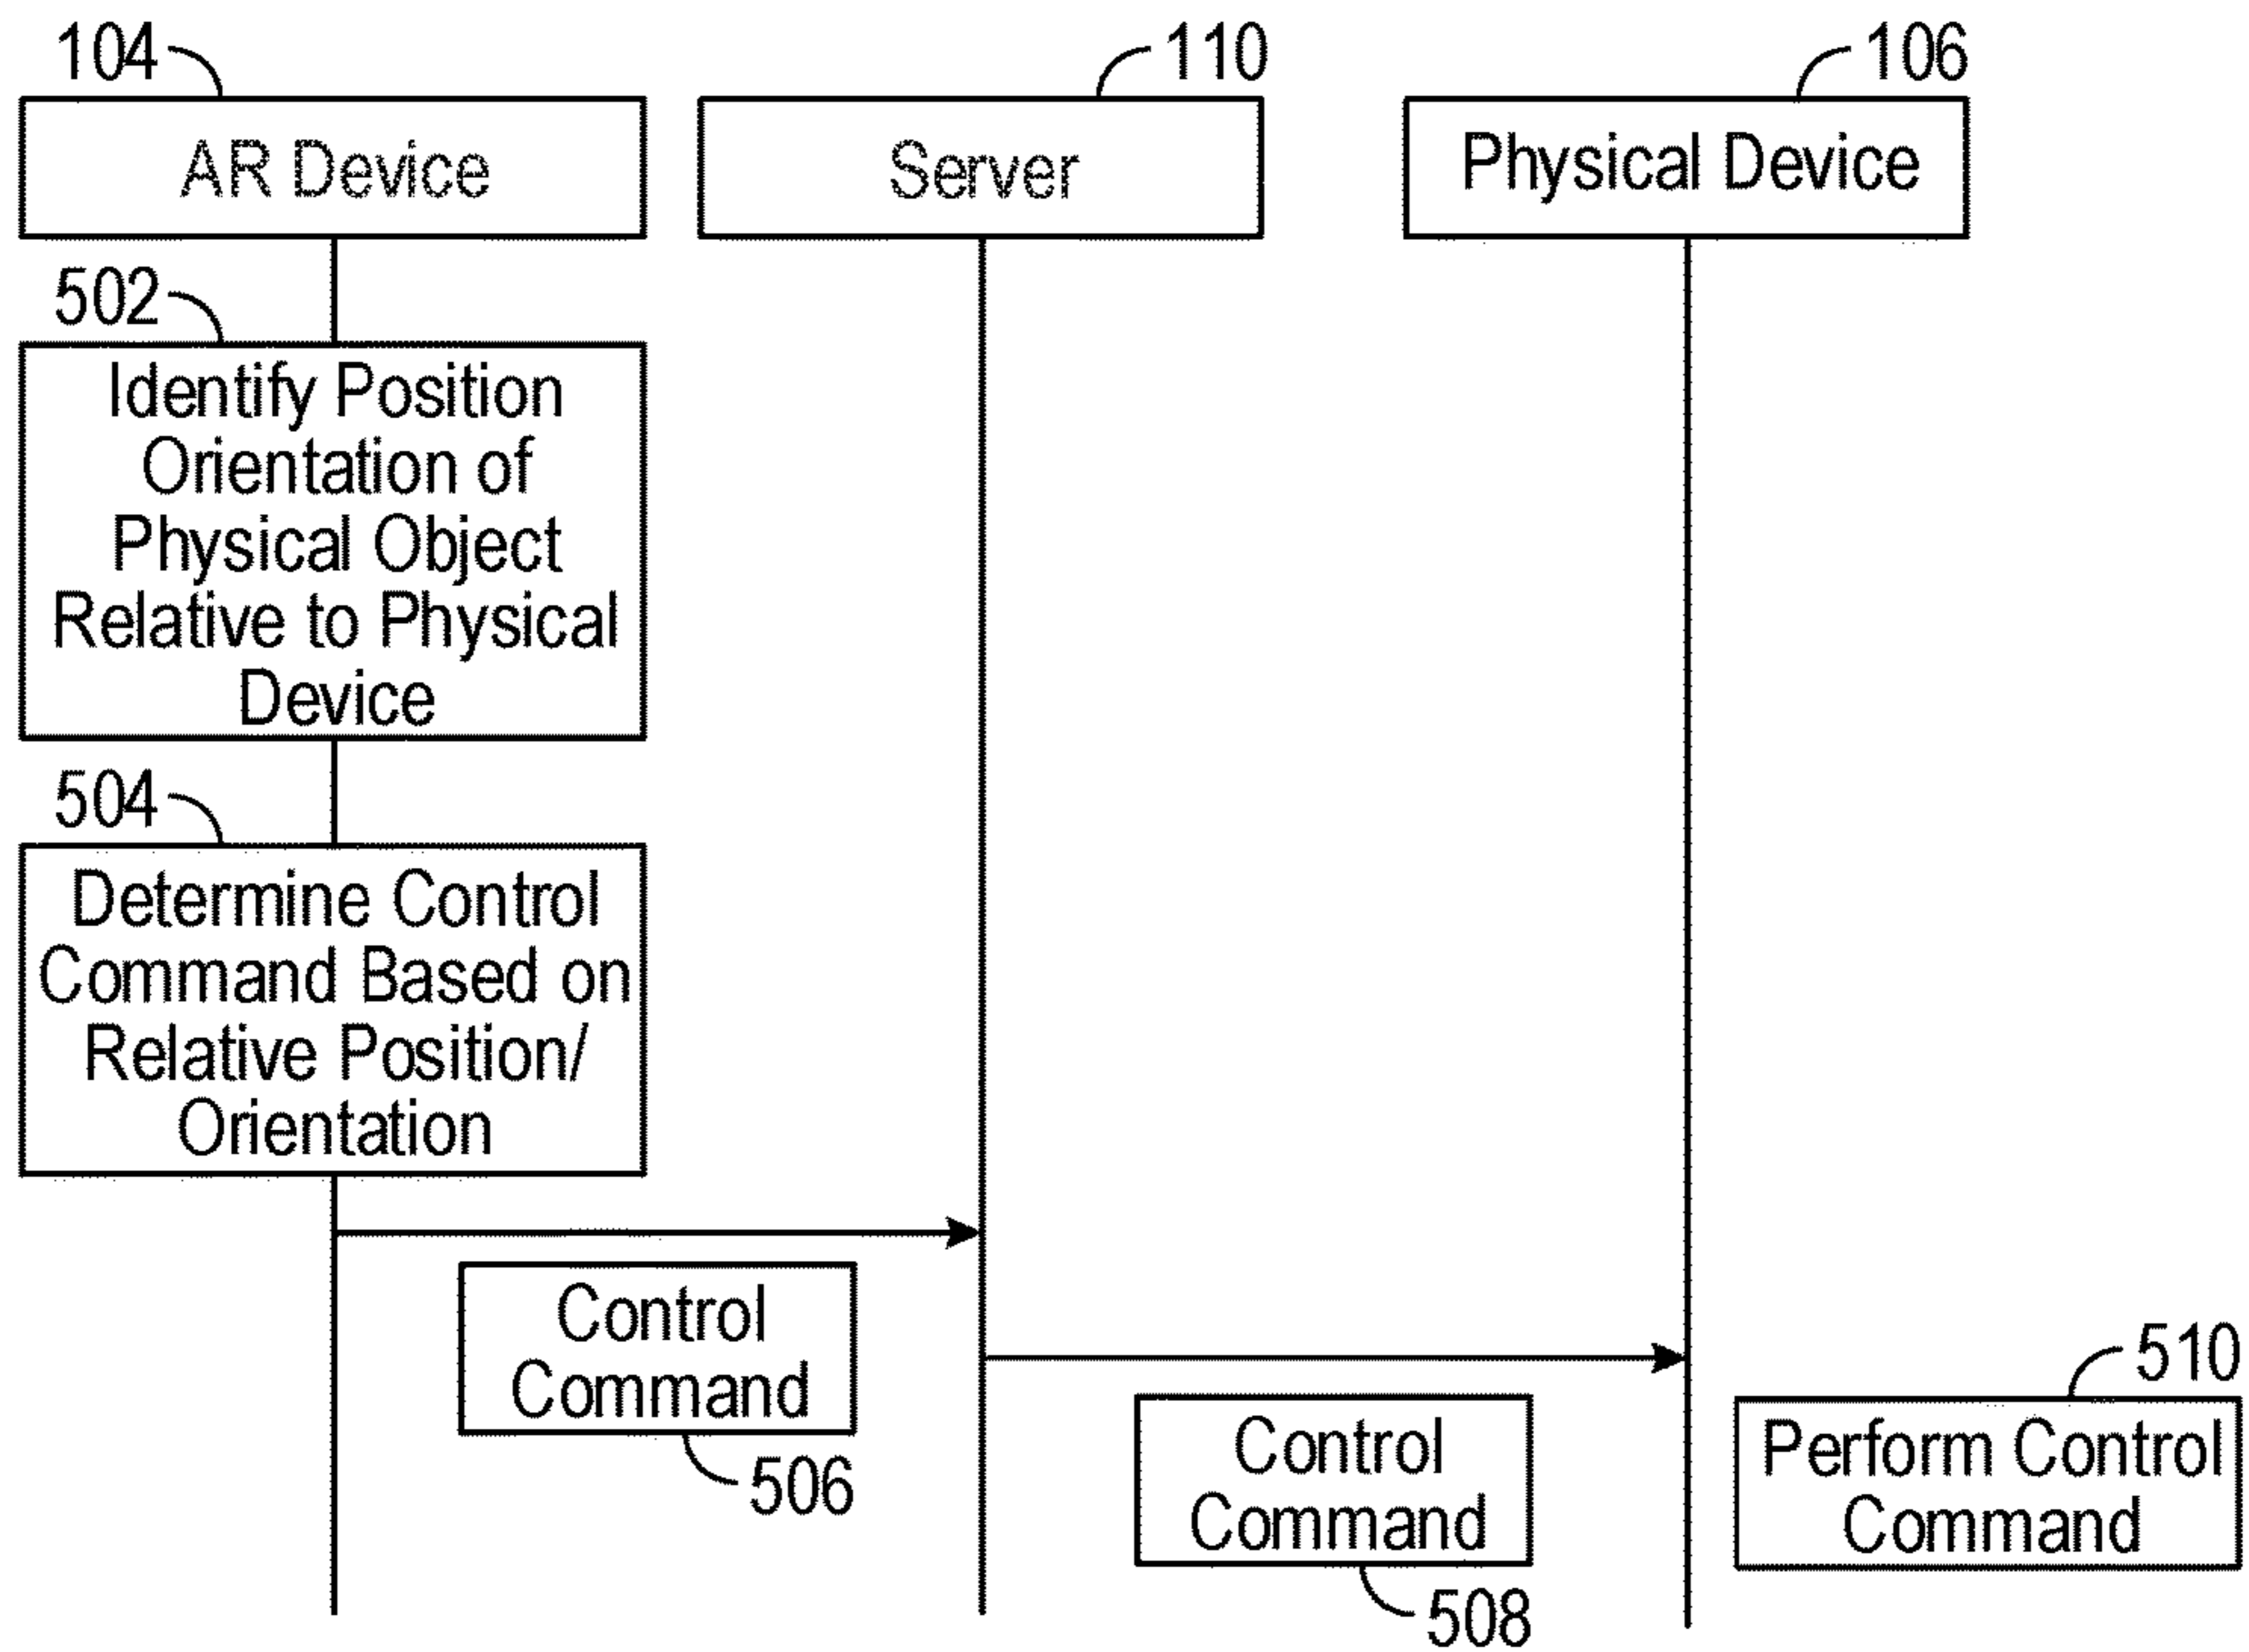 104
110
106
AR Device
Server
Physical Device
502
Identify Position
Orientation of
Physical Object
Relative to Physical
Device
504
Determine Control
Command Based on
Relative Position/
Orientation
Control
Command
506
Control
Command
508
510
Perform Control
Command